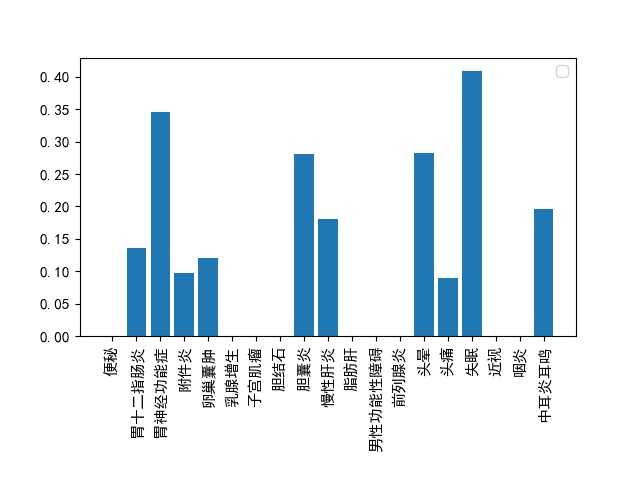 0.40
0.35
0.30
0.25
0.20
0.15
0.10
0.05
0.00
便秘
胃十二指肠炎
胃神经功能症
附件炎
卵巢囊肿
乳腺增生
子宫肌瘤
胆结石
胆囊炎
慢性肝炎
脂肪肝
男性功能性障碍
前列腺炎
头晕
头痛
失眠
近视
咽炎
中耳炎耳鸣